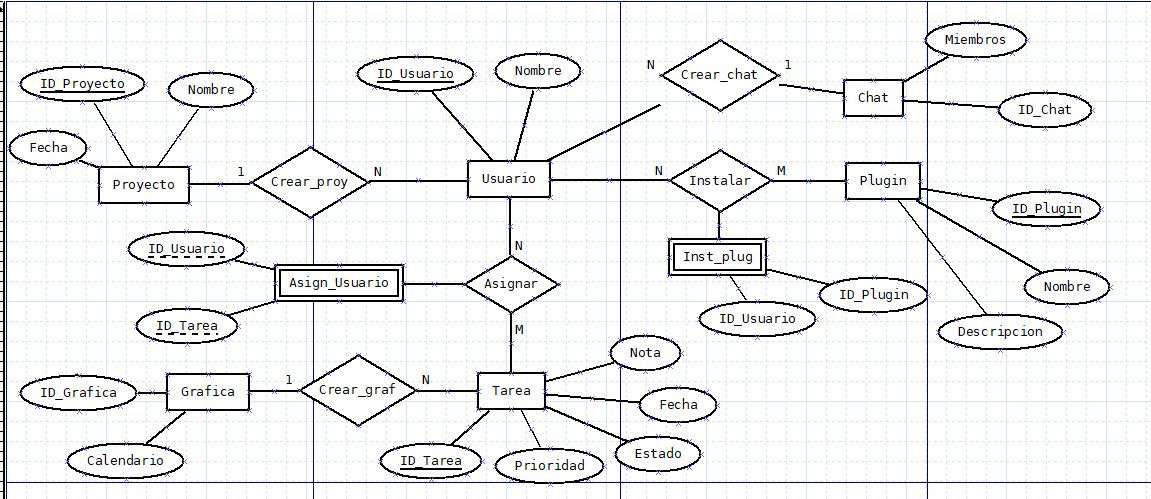 Miembros
ID_Usuario
Nombre
N
Crear_chat
1
ID_Proyecto
Nombre
Chat
ID_Chat
Fecha
1
N
Crear_proy
Usuario
N
Instalar
M
Plugin
Proyecto
ID_Plugin
ID_Usuario
N
Inst_plug
Asign_Usuario
Asignar
ID_Plugin
Nombre
ID_Tarea
M
ID_Usuario
Descripcion
Nota
ID_Grafica
Grafica
1
Crear_graf
N
Tarea
Fecha
Calendario
ID_Tarea
Prioridad
Estado